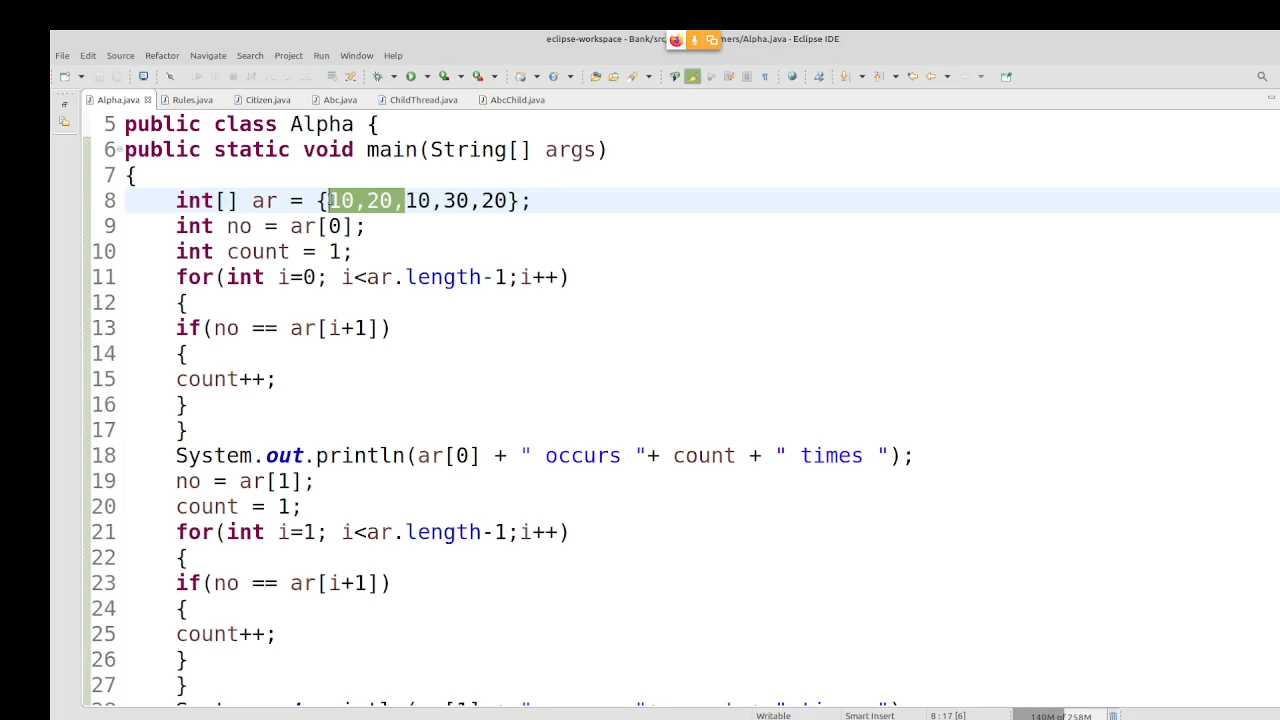 eclipse-workspace - Bank/src mers/Alpha.java - Eclipse IDE
File Edit Source Refactor Navigate Search Project Run Window Help
Alpha.java Rules.java Citizen.java Abc.java ChildThread.java AbcChild.java
5 public class Alpha {
6 public static void main(String[] args)
7 {
8 int[] ar = {10,20,10,30,20};
9 int no = ar[0];
10 int count = 1;
11 for(int i=0; i<ar.length-1;i++)
12 {
13 if(no == ar[i+1])
14 {
15 count++;
16 }
17 }
18 System.out.println(ar[0] + " occurs "+ count + " times ");
19 no = ar[1];
20 count = 1;
21 for(int i=1; i<ar.length-1;i++)
22 {
23 if(no == ar[i+1])
24 {
25 count++;
26 }
27 }
Writable Smart Insert 8 : 17 [6] 140M of 258M